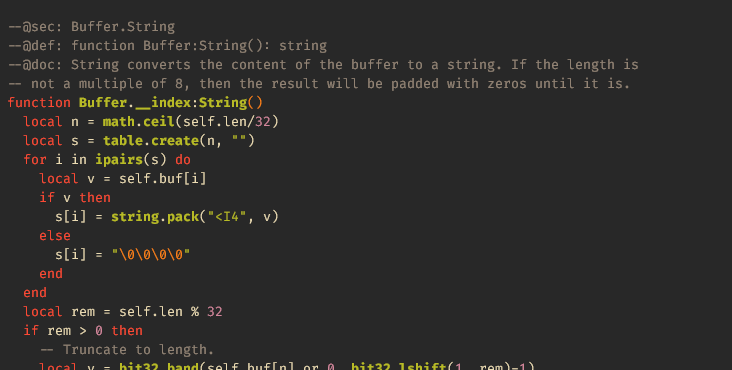 --@sec: Buffer.String
--@def: function Buffer:String(): string
--@doc: String converts the content of the buffer to a string. If the length is
-- not a multiple of 8, then the result will be padded with zeros until it is.
function Buffer.__index:String()
  local n = math.ceil(self.len/32)
  local s = table.create(n, "")
  for i in ipairs(s) do
    local v = self.buf[i]
    if v then
      s[i] = string.pack("<I4", v)
    else
      s[i] = "\0\0\0\0"
    end
  end
  local rem = self.len % 32
  if rem > 0 then
    -- Truncate to length.
    local v = bit32.band(self.buf[n] or 0, bit32.lshift(1, rem)-1)